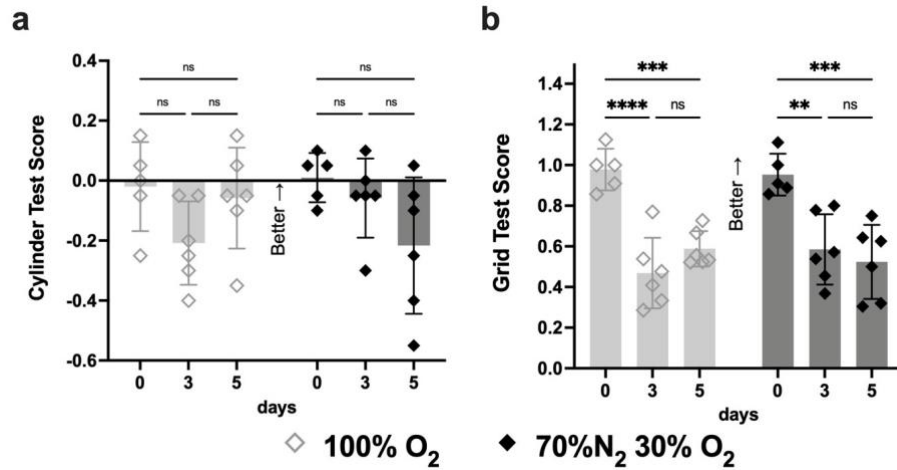 a
b
Cylinder Test Score
0.4
0.2
0.0
-0.2
-0.4
-0.6
ns
ns
ns ns
ns ns
Better →
0 3 5 0 3 5
days
Grid Test Score
1.4
1.2
1.0
0.8
0.6
0.4
0.2
0.0
*** ***
**** ns ** ns
Better →
0 3 5 0 3 5
days
100% O₂
70%N₂ 30% O₂